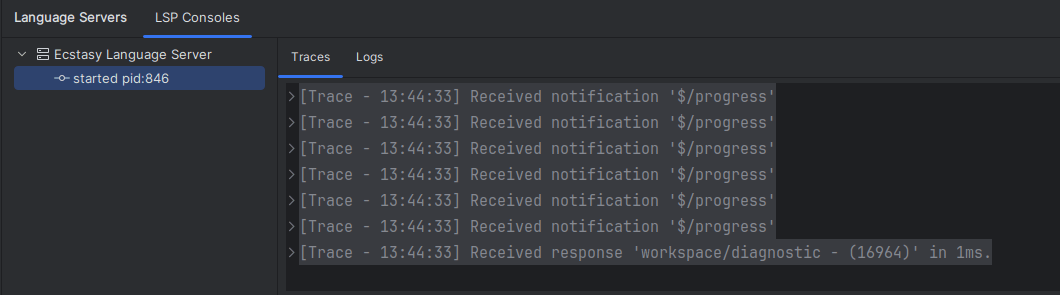 Language Servers LSP Consoles
Ecstasy Language Server
started pid:846
Traces Logs
[Trace - 13:44:33] Received notification '$/progress'
[Trace - 13:44:33] Received notification '$/progress'
[Trace - 13:44:33] Received notification '$/progress'
[Trace - 13:44:33] Received notification '$/progress'
[Trace - 13:44:33] Received notification '$/progress'
[Trace - 13:44:33] Received notification '$/progress'
[Trace - 13:44:33] Received response 'workspace/diagnostic - (16964)' in 1ms.